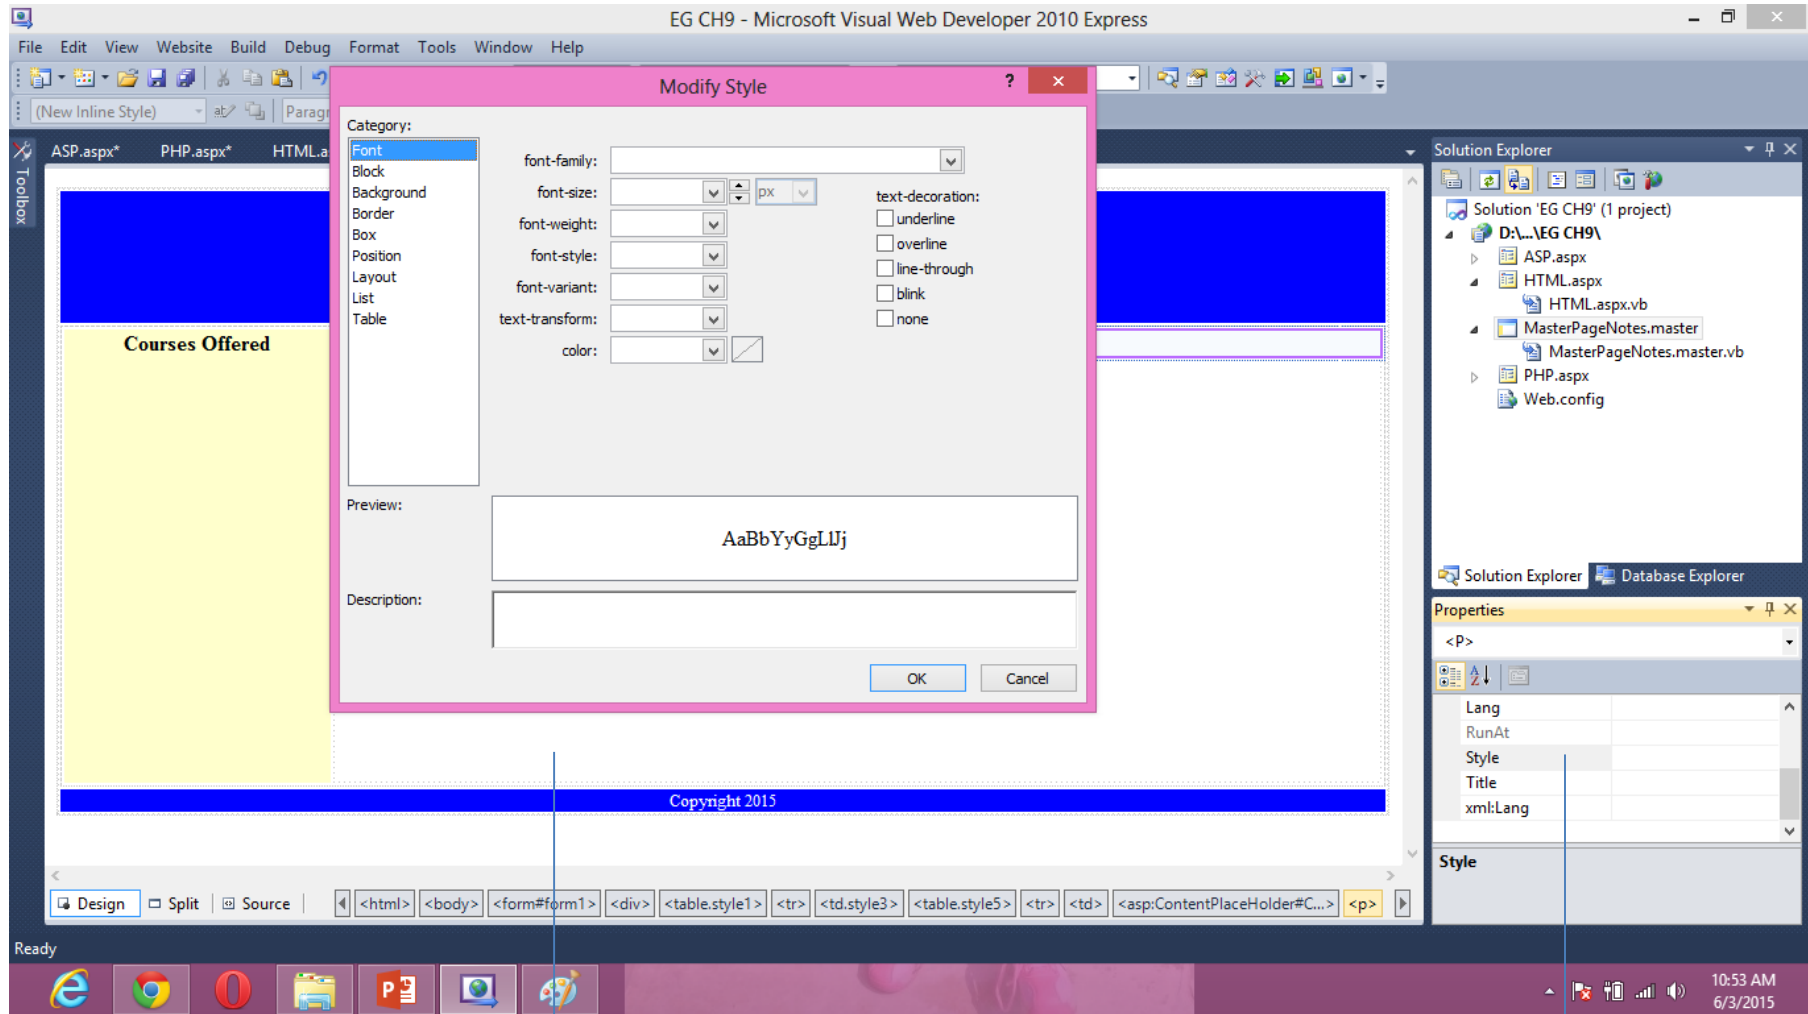 EG CH9 - Microsoft Visual Web Developer 2010 Express
File Edit View Website Build Debug Format Tools Window Help
(New Inline Style)
Paragr
Modify Style
?
Category:
Font
Block
Background
Border
Box
Position
Layout
List
Table
font-family:
font-size:
px
font-weight:
font-style:
font-variant:
text-transform:
color:
text-decoration:
underline
overline
line-through
blink
none
Preview:
AaBbYyGgLlJj
Description:
OK
Cancel
Toolbox
ASP.aspx*
PHP.aspx*
HTML.a
Courses Offered
Copyright 2015
Design
Split
Source
<html>
<body>
<form#form1>
<div>
<table.style1>
<tr>
<td.style3>
<table.style5>
<tr>
<td>
<asp:ContentPlaceHolder#C...>
<p>
Ready
Solution Explorer
Solution 'EG CH9' (1 project)
D:\...\EG CH9\
ASP.aspx
HTML.aspx
HTML.aspx.vb
MasterPageNotes.master
MasterPageNotes.master.vb
PHP.aspx
Web.config
Solution Explorer
Database Explorer
Properties
<P>
Lang
RunAt
Style
Title
xml:Lang
Style
10:53 AM
6/3/2015